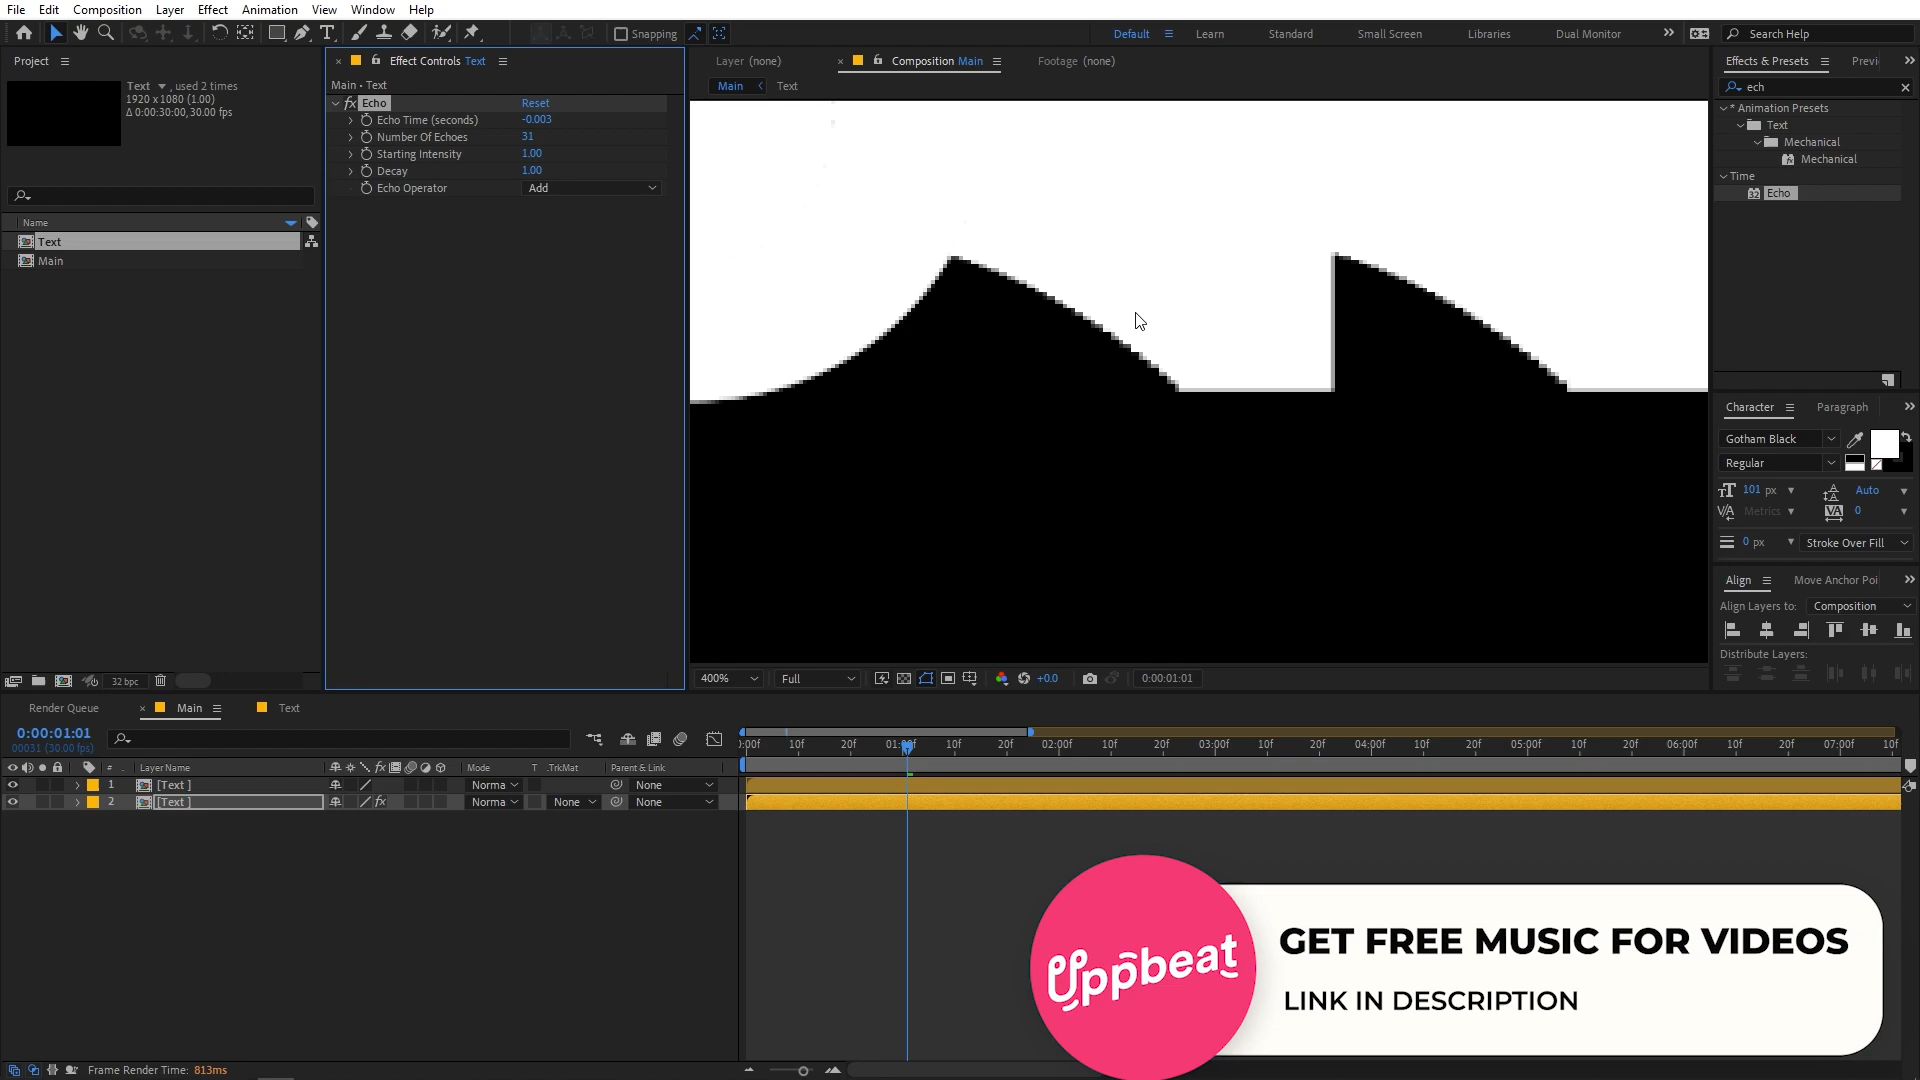 File Edit Composition Layer Effect Animation View Window Help
Snapping
Default Learn Standard Small Screen Libraries Dual Monitor Search Help
Project
Effect Controls Text
Layer (none)
Composition Main
Footage (none)
Effects & Presets
Previ
Main • Text
Main
Text
ech
Text , used 2 times
1920 x 1080 (1.00)
Δ 0:00:30:00, 30.00 fps
fx Echo Reset
Echo Time (seconds) -0.003
Number Of Echoes 31
Starting Intensity 1.00
Decay 1.00
Echo Operator Add
* Animation Presets
Text
Mechanical
Mechanical
Time
32 Echo
Name
Text
Main
Character Paragraph
Gotham Black
Regular
101 px Auto
Metrics 0
0 px Stroke Over Fill
Align Move Anchor Poi
Align Layers to: Composition
Distribute Layers:
32 bpc
400% Full +0.0 0:00:01:01
Render Queue Main Text
0:00:01:01
00031 (30.00 fps)
):00f 10f 20f 01:00f 10f 20f 02:00f 10f 20f 03:00f 10f 20f 04:00f 10f 20f 05:00f 10f 20f 06:00f 10f 20f 07:00f 10f
# Layer Name Mode T .TrkMat Parent & Link
1 [Text ] Norma None
2 [Text ] fx Norma None None
Uppbeat
GET FREE MUSIC FOR VIDEOS
LINK IN DESCRIPTION
Frame Render Time: 813ms